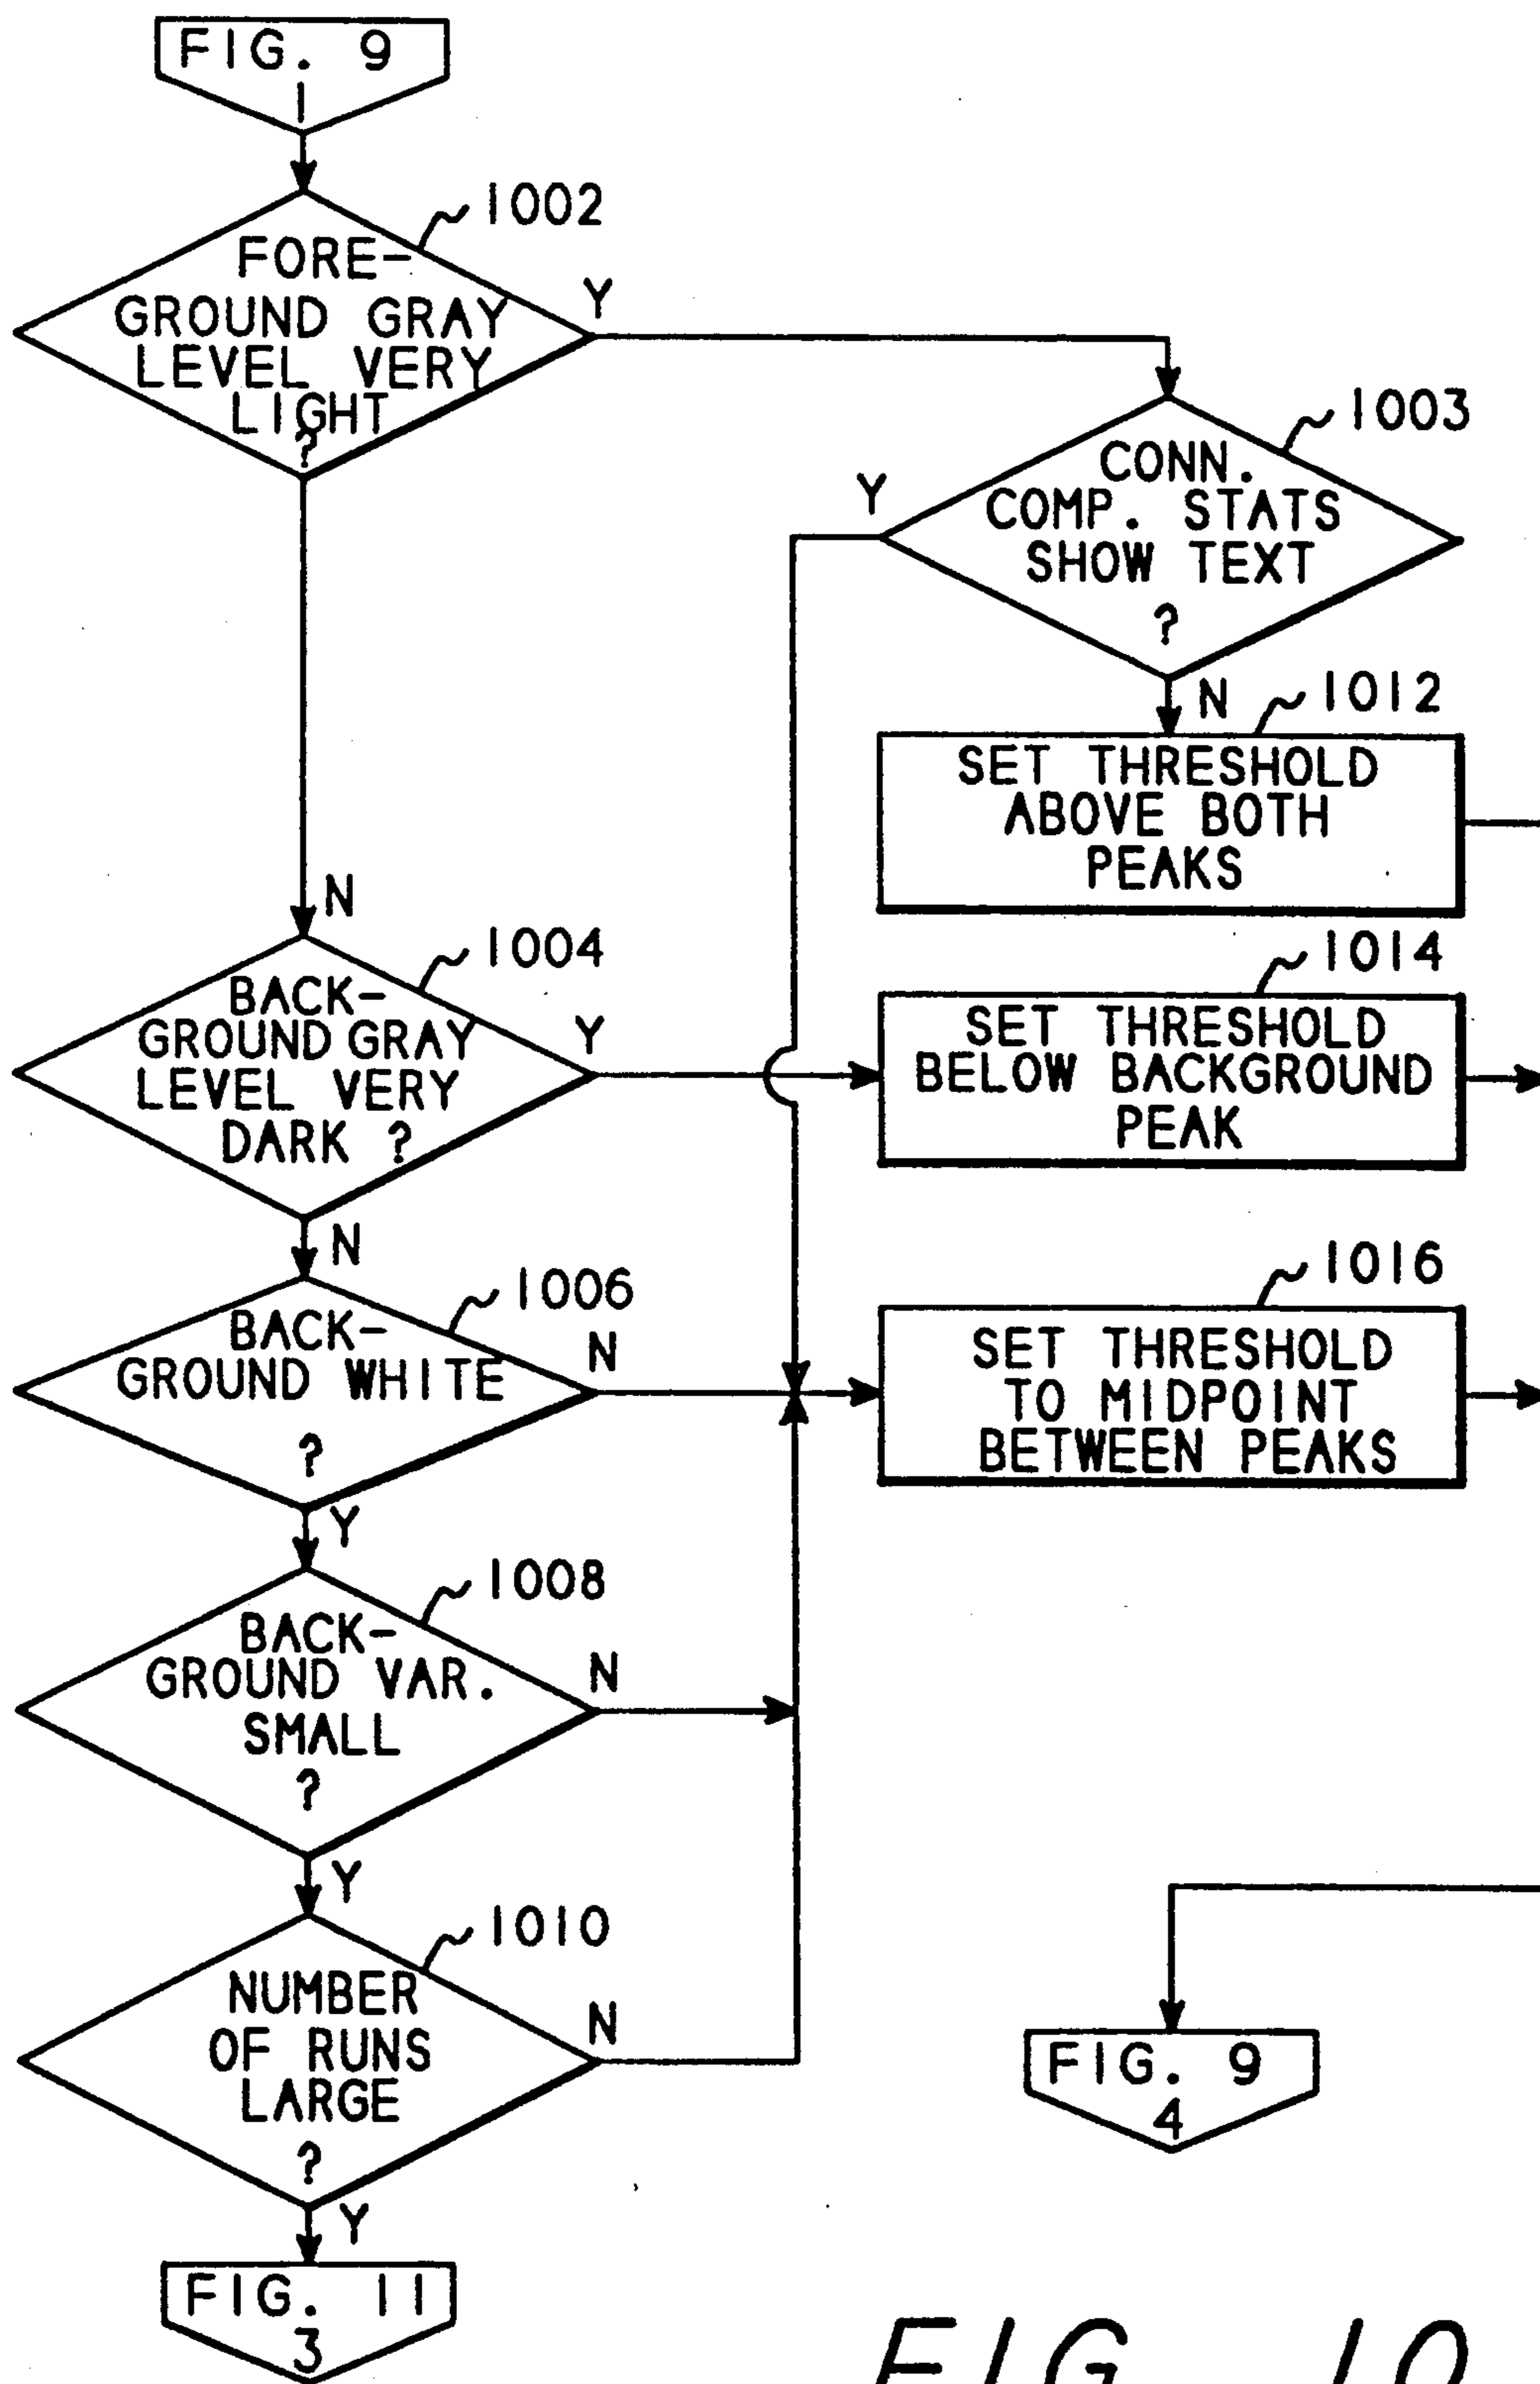 FIG. 9
1
1002
FORE-
GROUND GRAY
LEVEL VERY
LIGHT
?
Y
1003
CONN.
COMP. STATS
SHOW TEXT
?
Y
N
1012
SET THRESHOLD
ABOVE BOTH
PEAKS
N
1004
BACK-
GROUND GRAY
LEVEL VERY
DARK ?
Y
1014
SET THRESHOLD
BELOW BACKGROUND
PEAK
N
1006
BACK-
GROUND WHITE
?
N
1016
SET THRESHOLD
TO MIDPOINT
BETWEEN PEAKS
Y
1008
BACK-
GROUND VAR.
SMALL
?
N
Y
1010
NUMBER
OF RUNS
LARGE
?
N
FIG. 9
4
Y
FIG. 11
3
FIG. 10